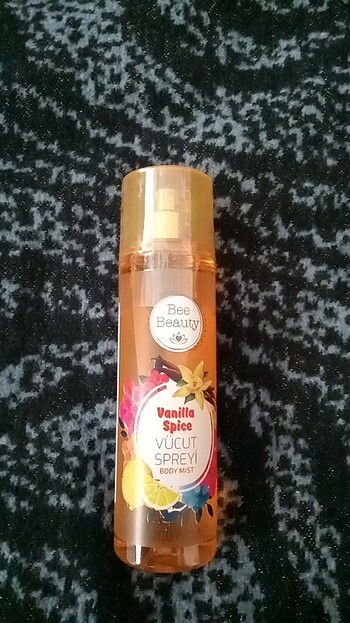 Bee
Beauty
Vanilla
Spice
VÜCUT
SPREYİ
BODY MIST